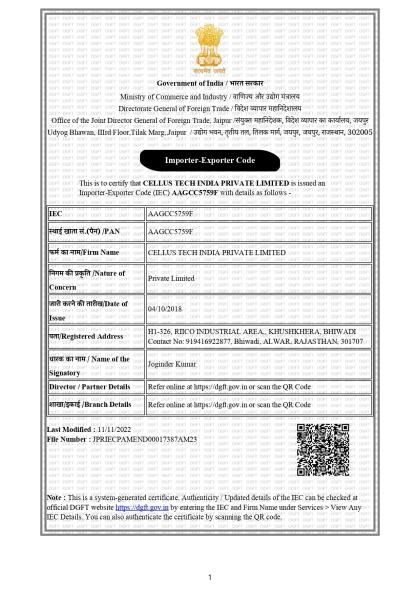 सत्यमेव जयते
Government of India / भारत सरकार
Ministry of Commerce and Industry / वाणिज्य और उद्योग मंत्रालय
Directorate General of Foreign Trade / विदेश व्यापार महानिदेशालय
Office of the Joint Director General of Foreign Trade, Jaipur /संयुक्त महानिदेशक, विदेश व्यापार का कार्यालय, जयपुर
Udyog Bhawan, IIIrd Floor,Tilak Marg, Jaipur / उद्योग भवन, तृतीय तल, तिलक मार्ग, जयपुर, जयपुर, राजस्थान, 302005
Importer-Exporter Code
This is to certify that CELLUS TECH INDIA PRIVATE LIMITED is issued an
Importer-Exporter Code (IEC) AAGCC5759F with details as follows -
IEC AAGCC5759F
स्थाई खाता सं.(पैन) /PAN AAGCC5759F
फर्म का नाम/Firm Name CELLUS TECH INDIA PRIVATE LIMITED
निगम की प्रकृति /Nature of Concern Private Limited
जारी करने की तारीख/Date of Issue 04/10/2018
पता/Registered Address H1-326, RIICO INDUSTRIAL AREA,, KHUSHKHERA, BHIWADI
Contact No: 919416922877, Bhiwadi, ALWAR, RAJASTHAN, 301707
धारक का नाम / Name of the Signatory Joginder Kumar
Director / Partner Details Refer online at https://dgft.gov.in or scan the QR Code
शाखा/इकाई /Branch Details Refer online at https://dgft.gov.in or scan the QR Code
Last Modified : 11/11/2022
File Number : JPRIECPAMEND00017387AM23
Note : This is a system-generated certificate. Authenticity / Updated details of the IEC can be checked at
official DGFT website https://dgft.gov.in by entering the IEC and Firm Name under Services > View Any
IEC Details. You can also authenticate the certificate by scanning the QR code.
1